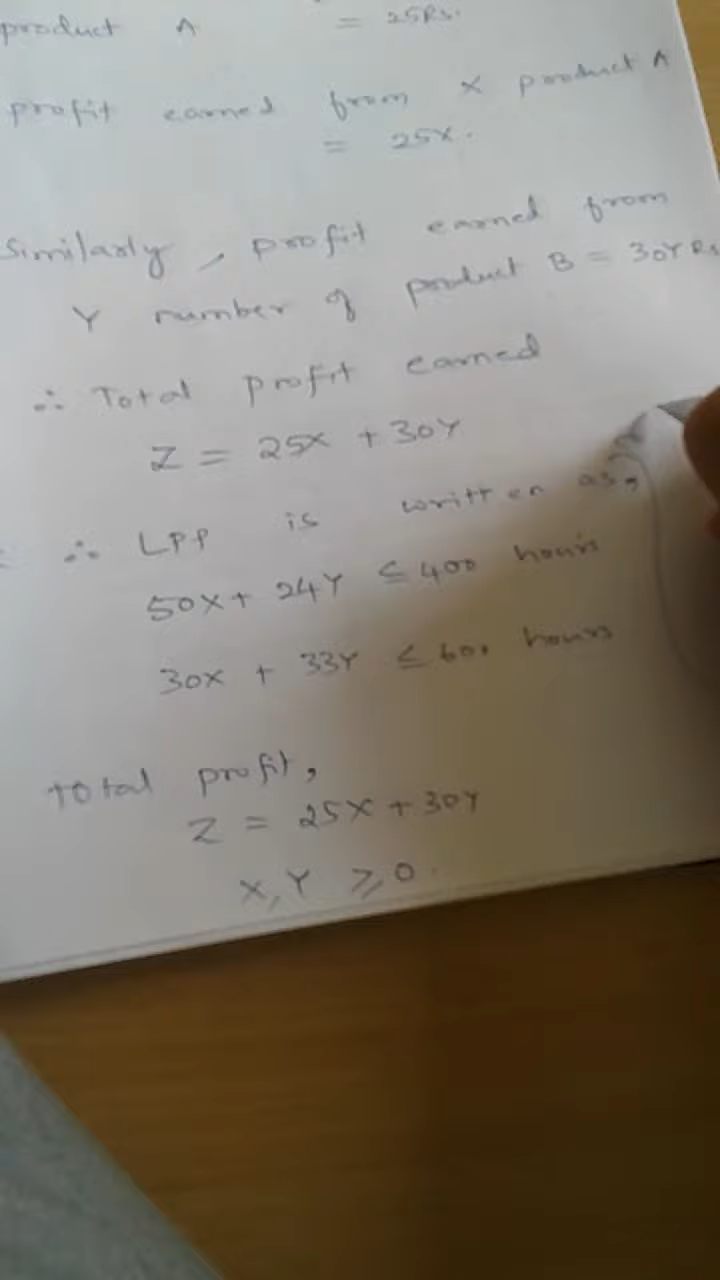 product A = 25Rs.
profit earned from X product A
= 25X.
Similarly, profit earned from
Y number of product B = 30Y Rs
∴ Total profit earned
Z = 25X + 30Y
∴ LPP is written as,
50X + 24Y ≤ 400 hours
30X + 33Y ≤ 600 hours
total profit,
Z = 25X + 30Y
X, Y ≥ 0.